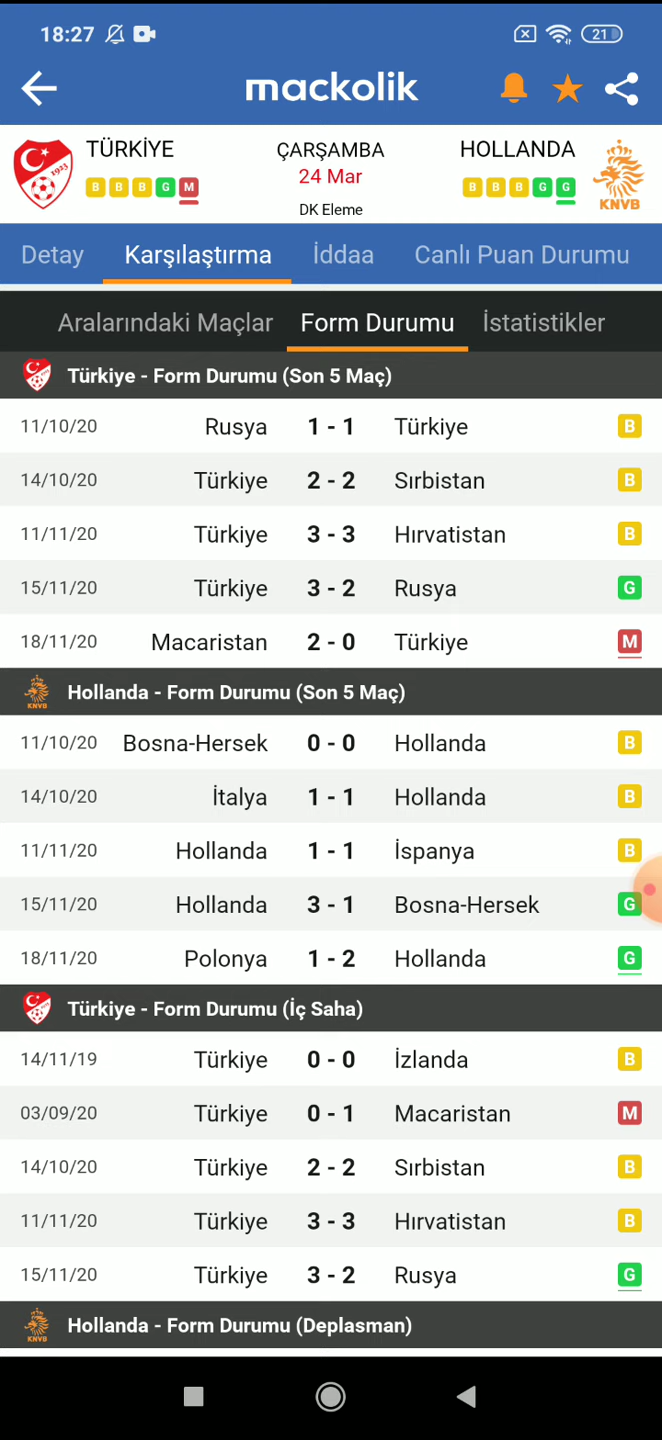 18:27 21
mackolik
TÜRKİYE ÇARŞAMBA HOLLANDA
B B B G M 24 Mar B B B G G
1923 DK Eleme KNVB
Detay Karşılaştırma İddaa Canlı Puan Durumu
Aralarındaki Maçlar Form Durumu İstatistikler
Türkiye - Form Durumu (Son 5 Maç)
11/10/20 Rusya 1 - 1 Türkiye B
14/10/20 Türkiye 2 - 2 Sırbistan B
11/11/20 Türkiye 3 - 3 Hırvatistan B
15/11/20 Türkiye 3 - 2 Rusya G
18/11/20 Macaristan 2 - 0 Türkiye M
KNVB Hollanda - Form Durumu (Son 5 Maç)
11/10/20 Bosna-Hersek 0 - 0 Hollanda B
14/10/20 İtalya 1 - 1 Hollanda B
11/11/20 Hollanda 1 - 1 İspanya B
15/11/20 Hollanda 3 - 1 Bosna-Hersek G
18/11/20 Polonya 1 - 2 Hollanda G
Türkiye - Form Durumu (İç Saha)
14/11/19 Türkiye 0 - 0 İzlanda B
03/09/20 Türkiye 0 - 1 Macaristan M
14/10/20 Türkiye 2 - 2 Sırbistan B
11/11/20 Türkiye 3 - 3 Hırvatistan B
15/11/20 Türkiye 3 - 2 Rusya G
KNVB Hollanda - Form Durumu (Deplasman)